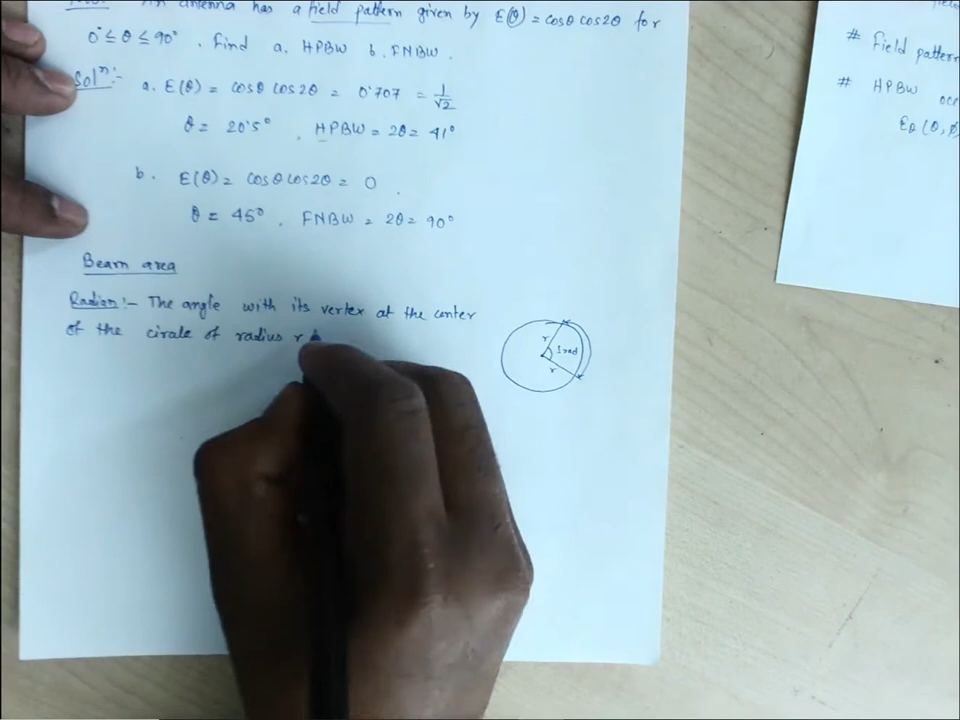 An antenna has a field pattern given by E(θ) = cosθ cos2θ for
0° ≤ θ ≤ 90° . Find a. HPBW b. FNBW .
Solⁿ:- a. E(θ) = cosθ cos2θ = 0.707 = 1/√2
θ = 20.5° , HPBW = 2θ = 41°
b. E(θ) = cosθ cos2θ = 0 .
θ = 45° , FNBW = 2θ = 90°
Beam area
Radian:- The angle with its vertex at the center
of the cirale of radius r
r
1 rad
r
# Field pattern
# HPBW